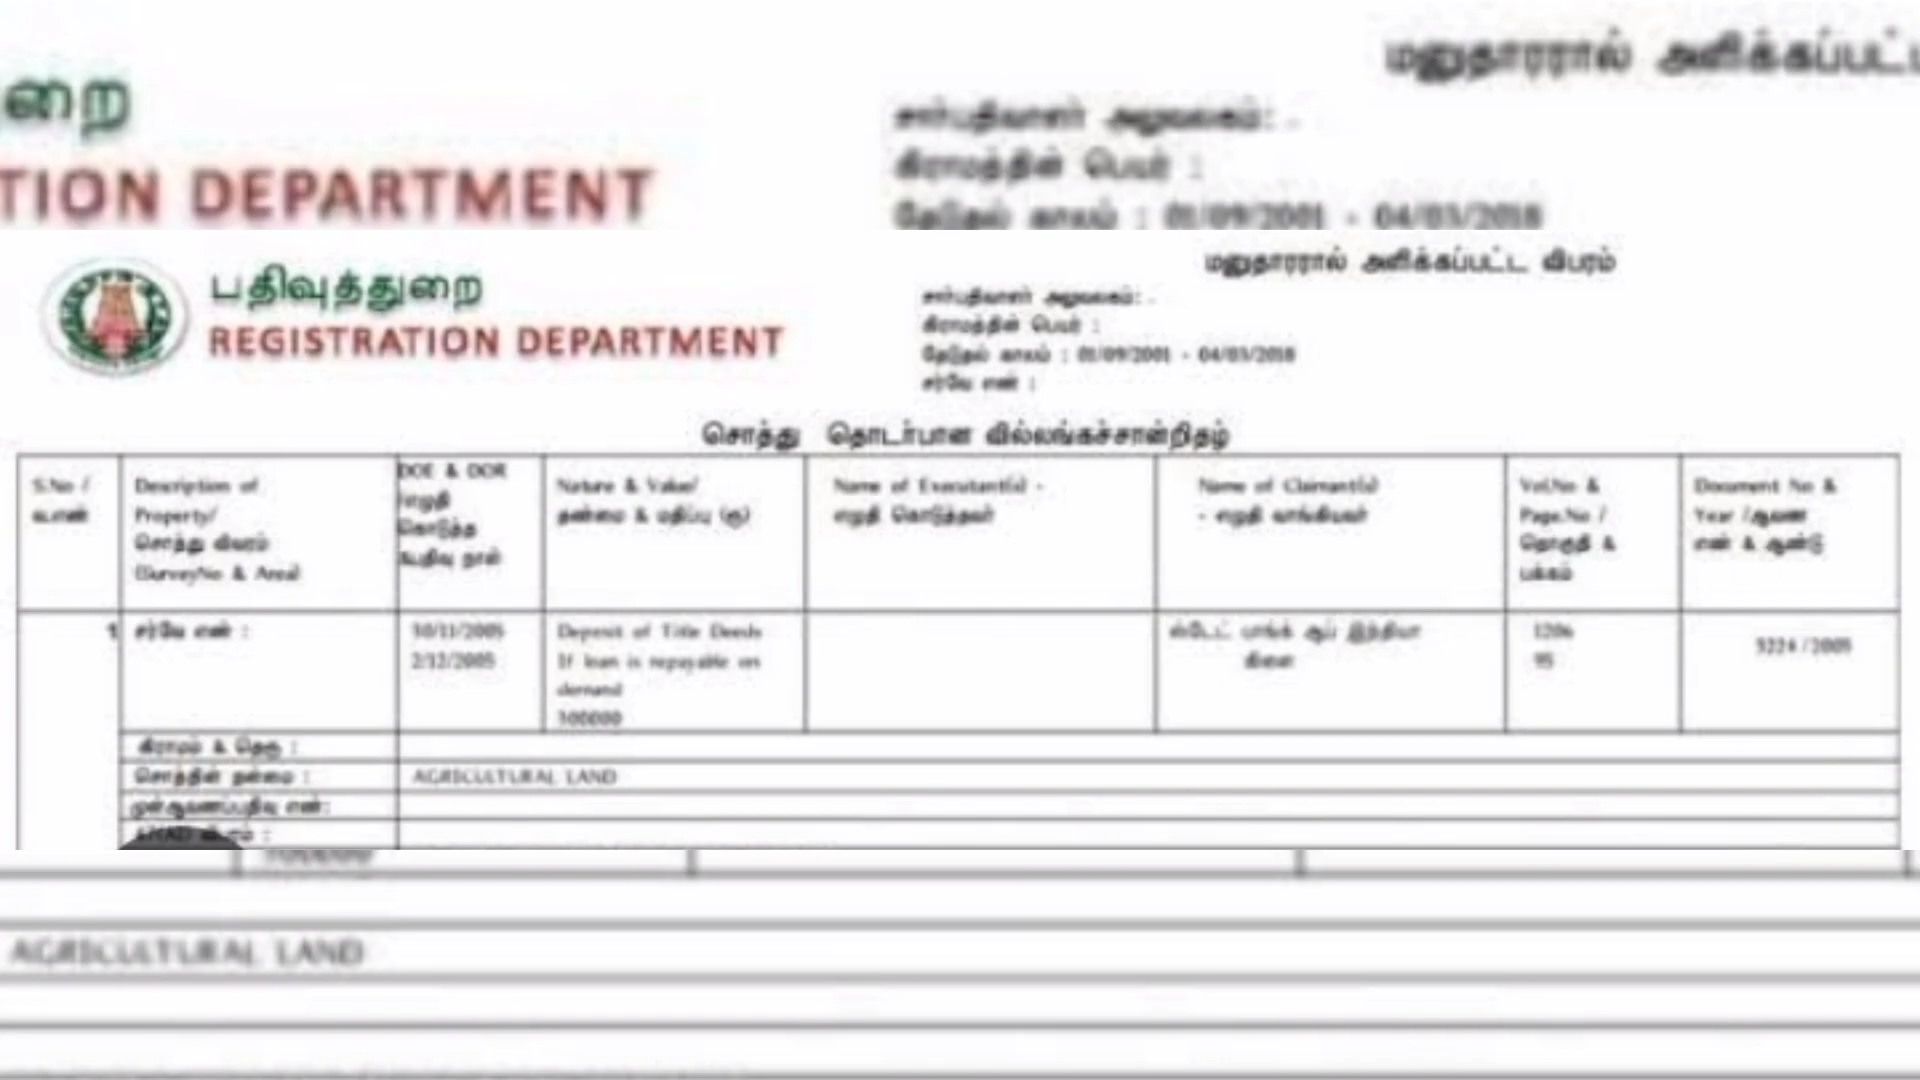 மனுதாரரால் அளிக்கப்பட்ட
துறை
சார்பதிவாளர் அலுவலகம்: .
கிராமத்தின் பெயர் :
TION DEPARTMENT
தேடுதல் காலம் : 01/09/2001 - 04/03/2018
மனுதாரரால் அளிக்கப்பட்ட விபரம்
பதிவுத்துறை
REGISTRATION DEPARTMENT
சார்பதிவாளர் அலுவலகம்: .
கிராமத்தின் பெயர் :
தேடுதல் காலம் : 01/09/2001 - 04/03/2018
சர்வே எண் :
சொத்து தொடர்பான வில்லங்கச்சான்றிதழ்
S.No /
வ.எண்
Description of
Property/
சொத்து விவரம்
(SurveyNo & Area)
DOE & DOR
/எழுதி
கொடுத்த
&பதிவு நாள்
Nature & Value/
தன்மை & மதிப்பு (ரூ)
Name of Executant(s) -
எழுதி கொடுத்தவர்
Name of Claimant(s)
- எழுதி வாங்கியவர்
Vol.No &
Page.No /
தொகுதி &
பக்கம்
Document No &
Year /ஆவண
எண் & ஆண்டு
1
சர்வே எண் :
30/11/2005
2/12/2005
Deposit of Title Deeds
If loan is repayable on
demand
100000
ஸ்டேட் பாங்க் ஆப் இந்தியா
கிளை
1206
95
/2005
கிராமம் & தெரு :
சொத்தின் தன்மை :
AGRICULTURAL LAND
முன்ஆவணப்பதிவு எண்:
AGRICULTURAL LAND